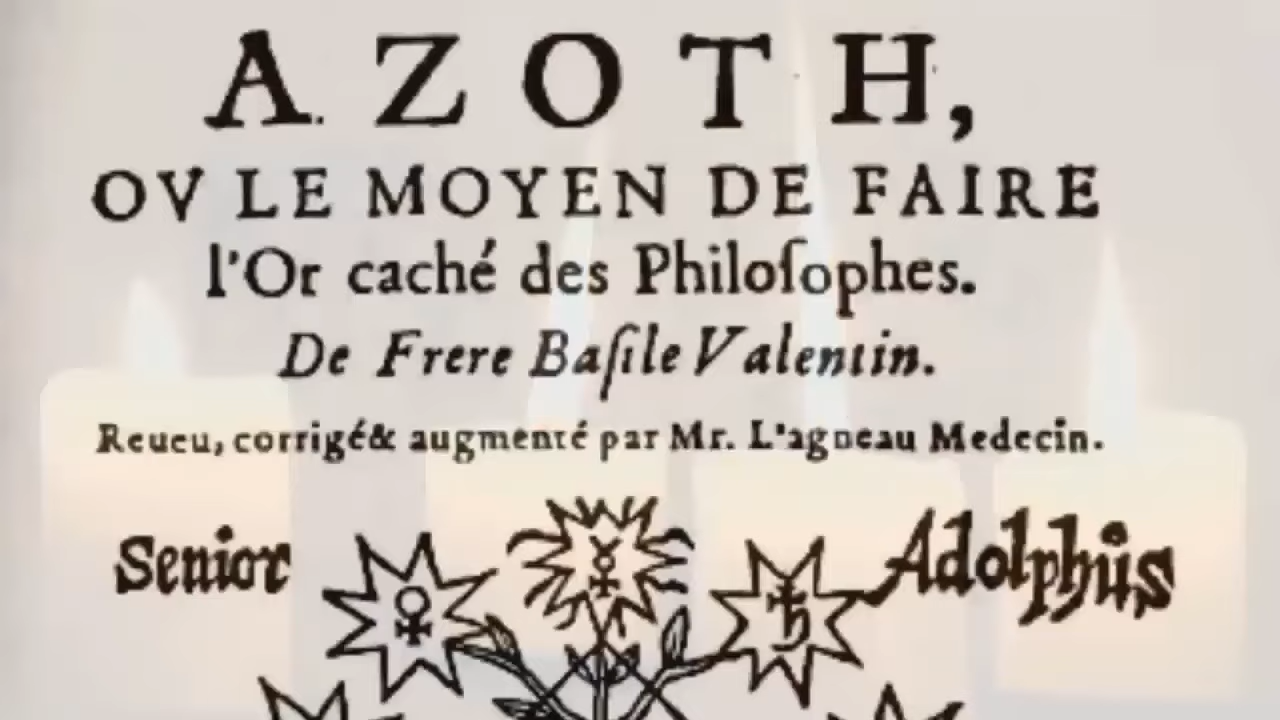 AZOTH,
OV LE MOYEN DE FAIRE
l'Or caché des Philoſophes.
De Frere Baſile Valentin.
Reueu, corrigé & augmenté par Mr. L'agneau Medecin.
Senior Adolphus